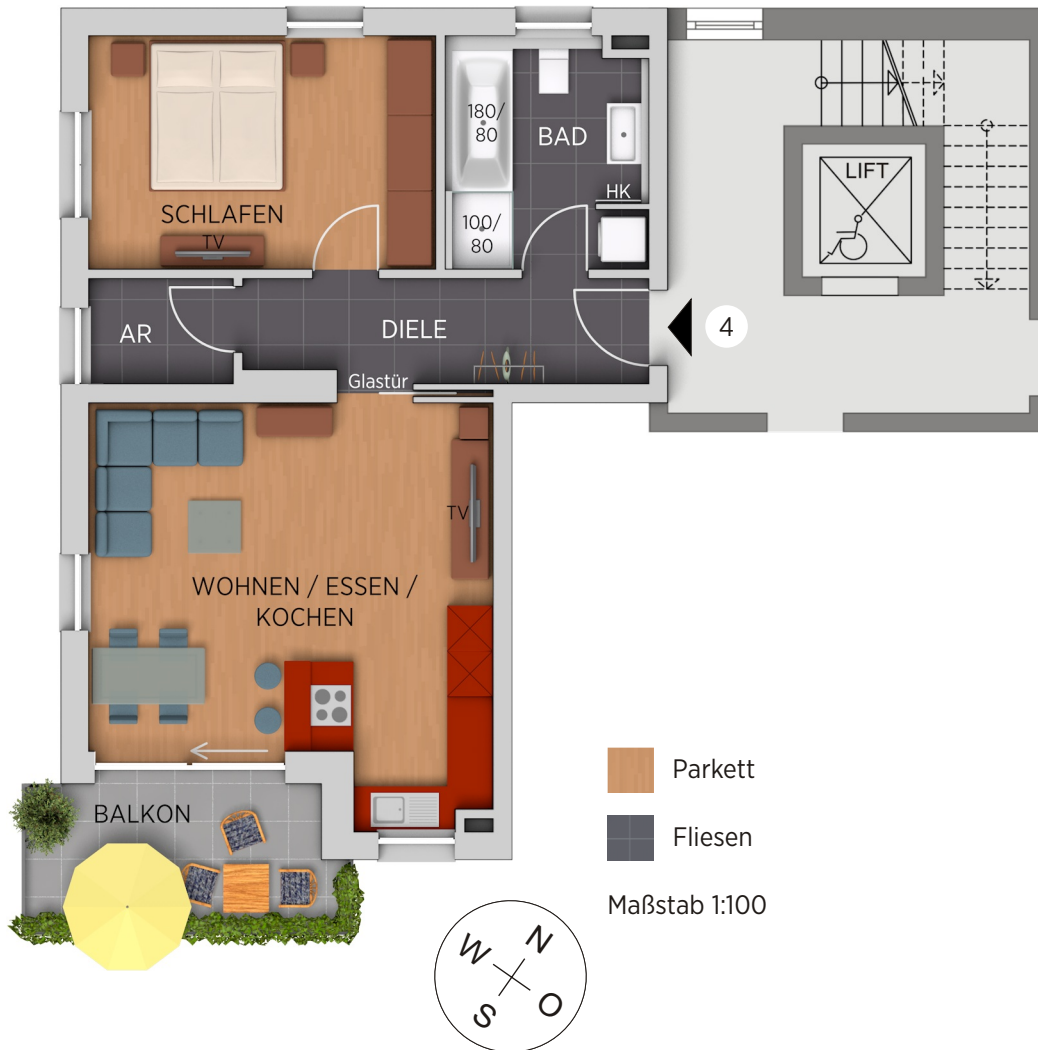 180/
80
BAD
LIFT
HK
SCHLAFEN
TV
100/
80
AR
DIELE
4
Glastür
TV
WOHNEN / ESSEN /
KOCHEN
Parkett
BALKON
Fliesen
Maßstab 1:100
N
W
O
S